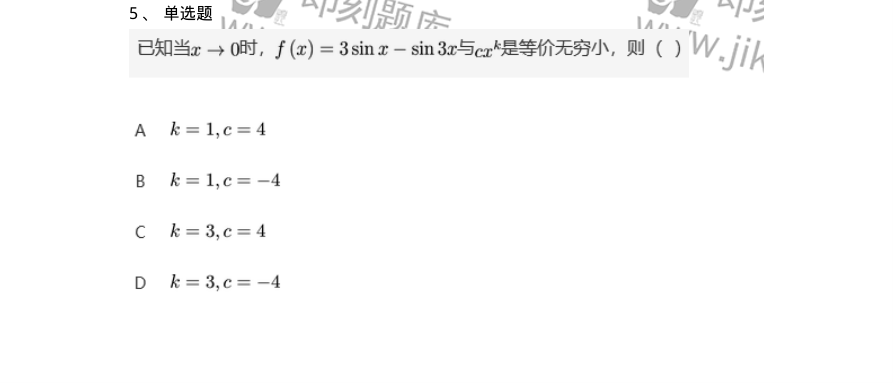 5、 单选题
已知当x → 0时, f (x) = 3 sin x − sin 3x与cx^k是等价无穷小, 则 ( )
A k = 1, c = 4
B k = 1, c = −4
C k = 3, c = 4
D k = 3, c = −4